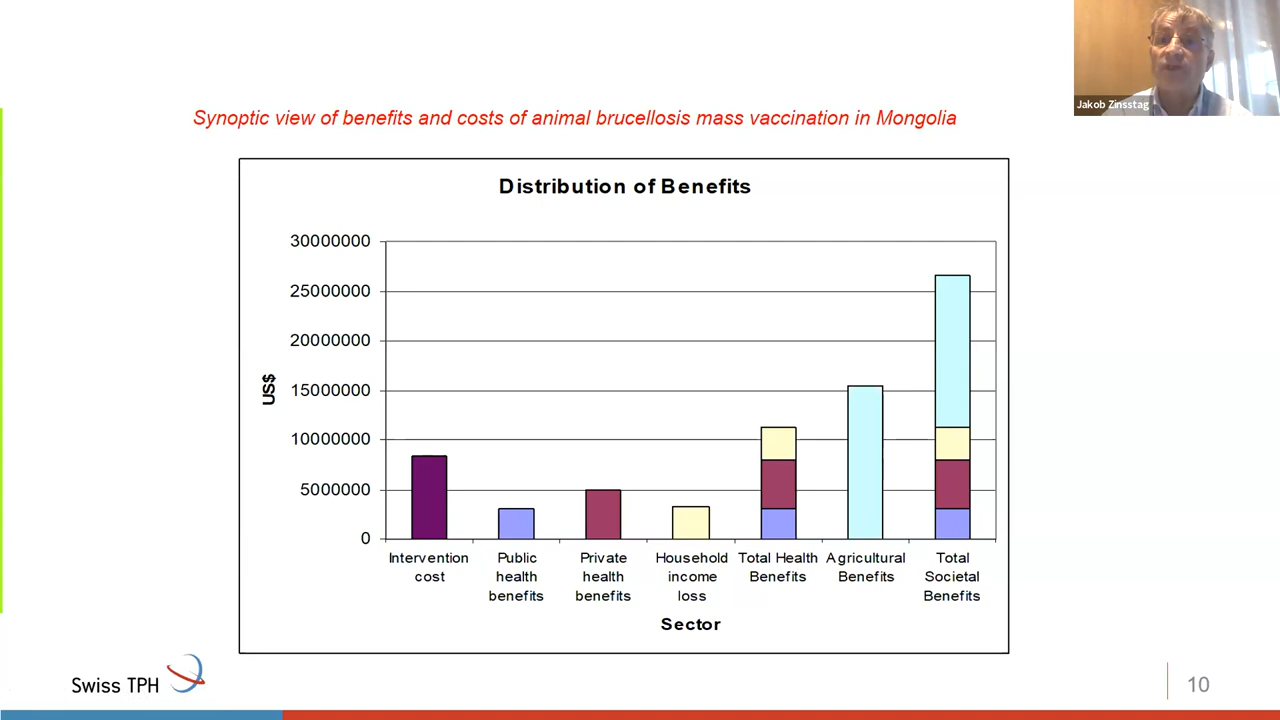 Jakob Zinsstag
Synoptic view of benefits and costs of animal brucellosis mass vaccination in Mongolia
Distribution of Benefits
30000000
25000000
20000000
15000000
10000000
5000000
0
US$
Intervention
cost
Public
health
benefits
Private
health
benefits
Household
income
loss
Total Health
Benefits
Agricultural
Benefits
Total
Societal
Benefits
Sector
Swiss TPH
10